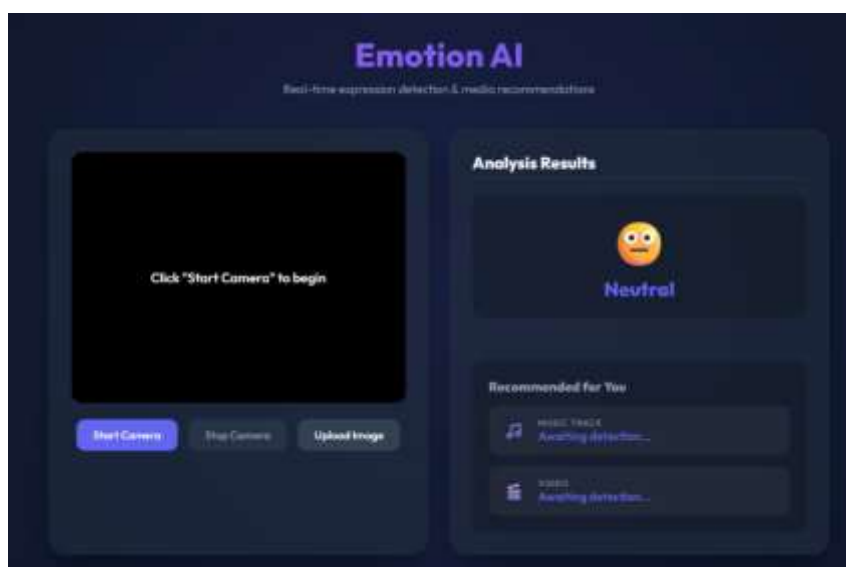 Emotion AI
Real-time expression detection & media recommendations
Click "Start Camera" to begin
Start Camera
Stop Camera
Upload Image
Analysis Results
Neutral
Recommended for You
MUSIC TRACK
Awaiting detection...
VIDEO
Awaiting detection...